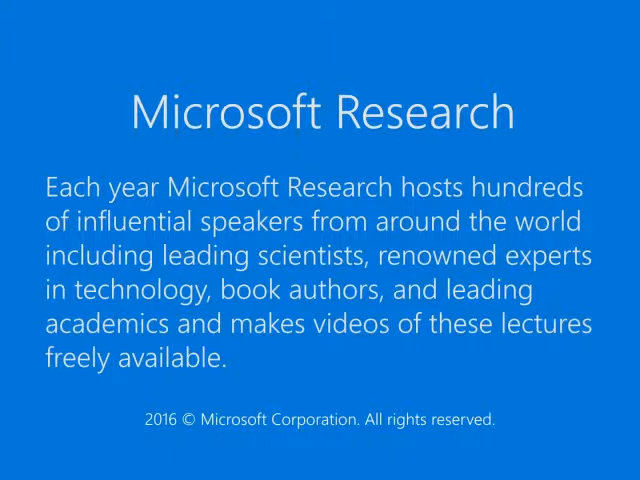 Microsoft Research
Each year Microsoft Research hosts hundreds
of influential speakers from around the world
including leading scientists, renowned experts
in technology, book authors, and leading
academics and makes videos of these lectures
freely available.
2016 © Microsoft Corporation. All rights reserved.